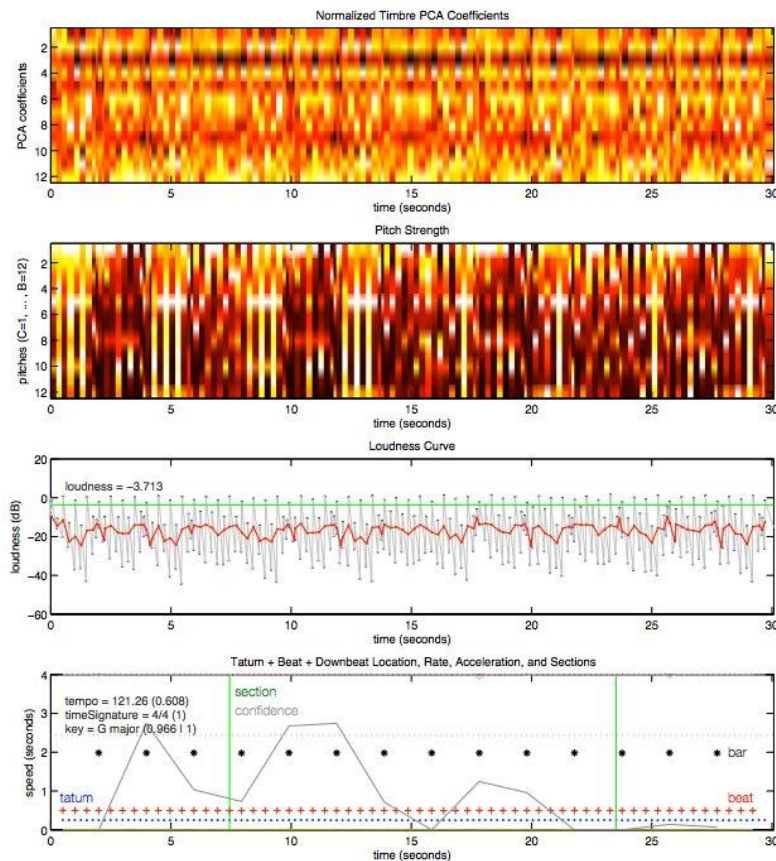 Normalized Timbre PCA Coefficients
PCA coefficients
2
4
6
8
10
12
0 5 10 15 20 25 30
time (seconds)
Pitch Strength
pitches (C=1, ... , B=12)
2
4
6
8
10
12
0 5 10 15 20 25 30
time (seconds)
Loudness Curve
loudness (dB)
20
0
−20
−40
−60
loudness = −3.713
0 5 10 15 20 25 30
time (seconds)
Tatum + Beat + Downbeat Location, Rate, Acceleration, and Sections
speed (seconds)
4
3
2
1
0
tempo = 121.26 (0.608)
timeSignature = 4/4 (1)
key = G major (0.966 | 1)
section
confidence
bar
tatum
beat
0 5 10 15 20 25 30
time (seconds)